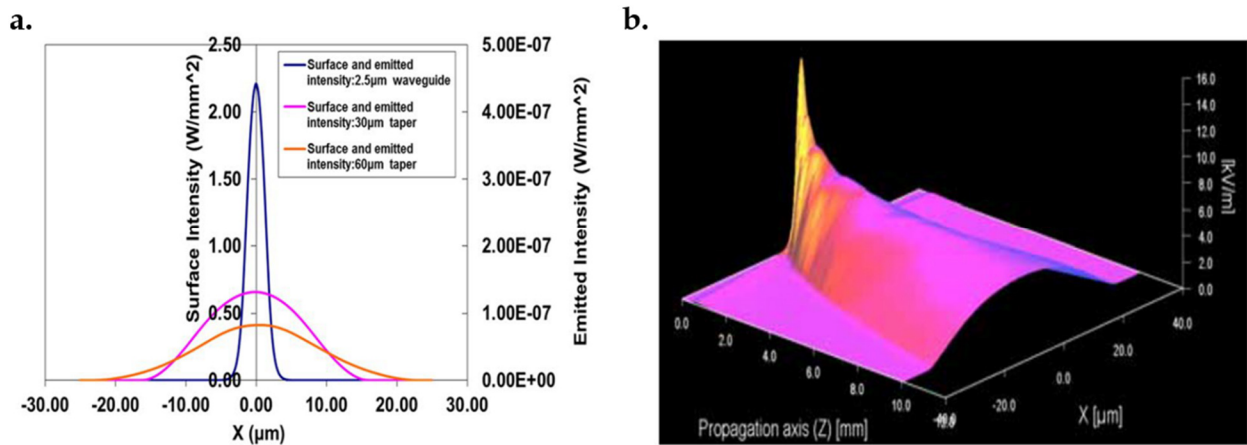 a.
b.
2.50
2.00
1.50
1.00
0.50
0.00
Surface Intensity (W/mm^2)
5.00E-07
4.00E-07
3.00E-07
2.00E-07
1.00E-07
0.00E+00
Emitted Intensity (W/mm^2)
Surface and emitted
intensity:2.5µm waveguide
Surface and emitted
intensity:30µm taper
Surface and emitted
intensity:60µm taper
-30.00 -20.00 -10.00 0.00 10.00 20.00 30.00
X (µm)
16.0
14.0
12.0
10.0
8.0
6.0
4.0
2.0
0.0
[kV/m]
0.0
2.0
4.0
6.0
8.0
10.0
Propagation axis (Z) [mm]
-20.0
0.0
20.0
40.0
X [µm]